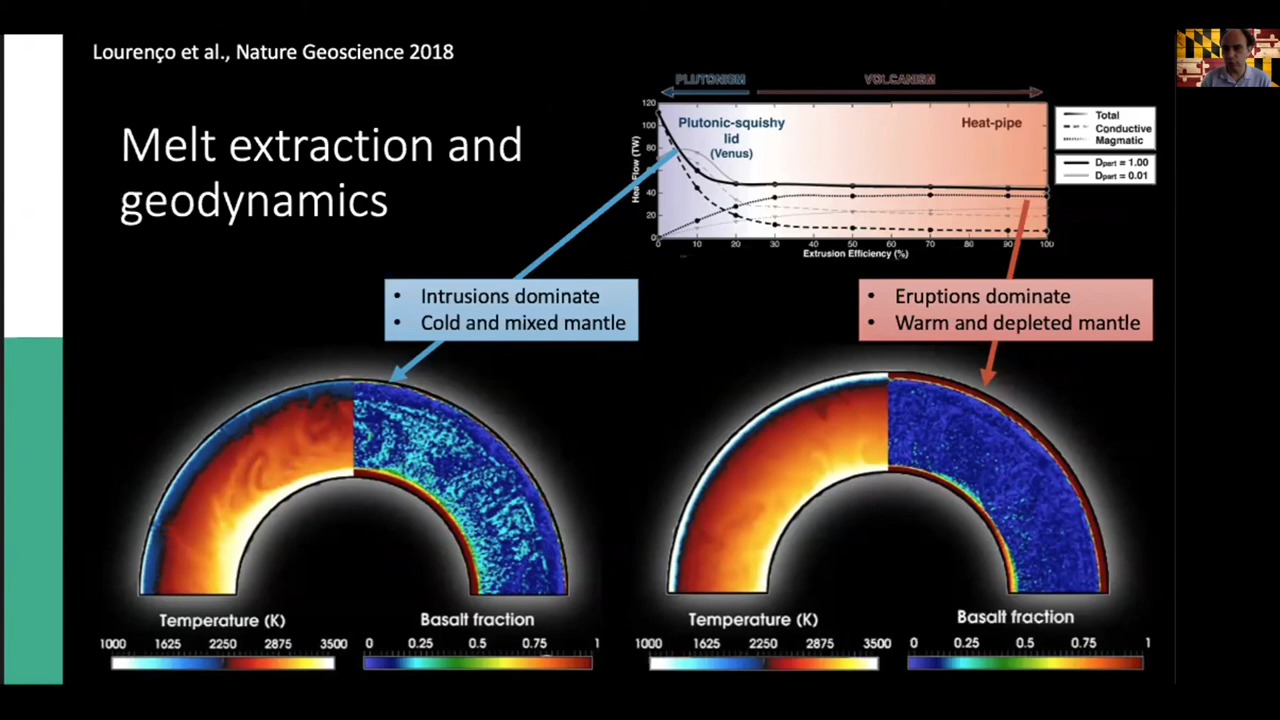 Lourenço et al., Nature Geoscience 2018
Melt extraction and
geodynamics
PLUTONISM
VOLCANISM
120
100
80
60
40
20
0
Heat Flow (TW)
Plutonic-squishy
lid
(Venus)
Heat-pipe
0 10 20 30 40 50 60 70 80 90 100
Extrusion Efficiency (%)
Total
Conductive
Magmatic
Dpart = 1.00
Dpart = 0.01
• Intrusions dominate
• Cold and mixed mantle
• Eruptions dominate
• Warm and depleted mantle
Temperature (K)
1000 1625 2250 2875 3500
Basalt fraction
0 0.25 0.5 0.75 1
Temperature (K)
1000 1625 2250 2875 3500
Basalt fraction
0 0.25 0.5 0.75 1